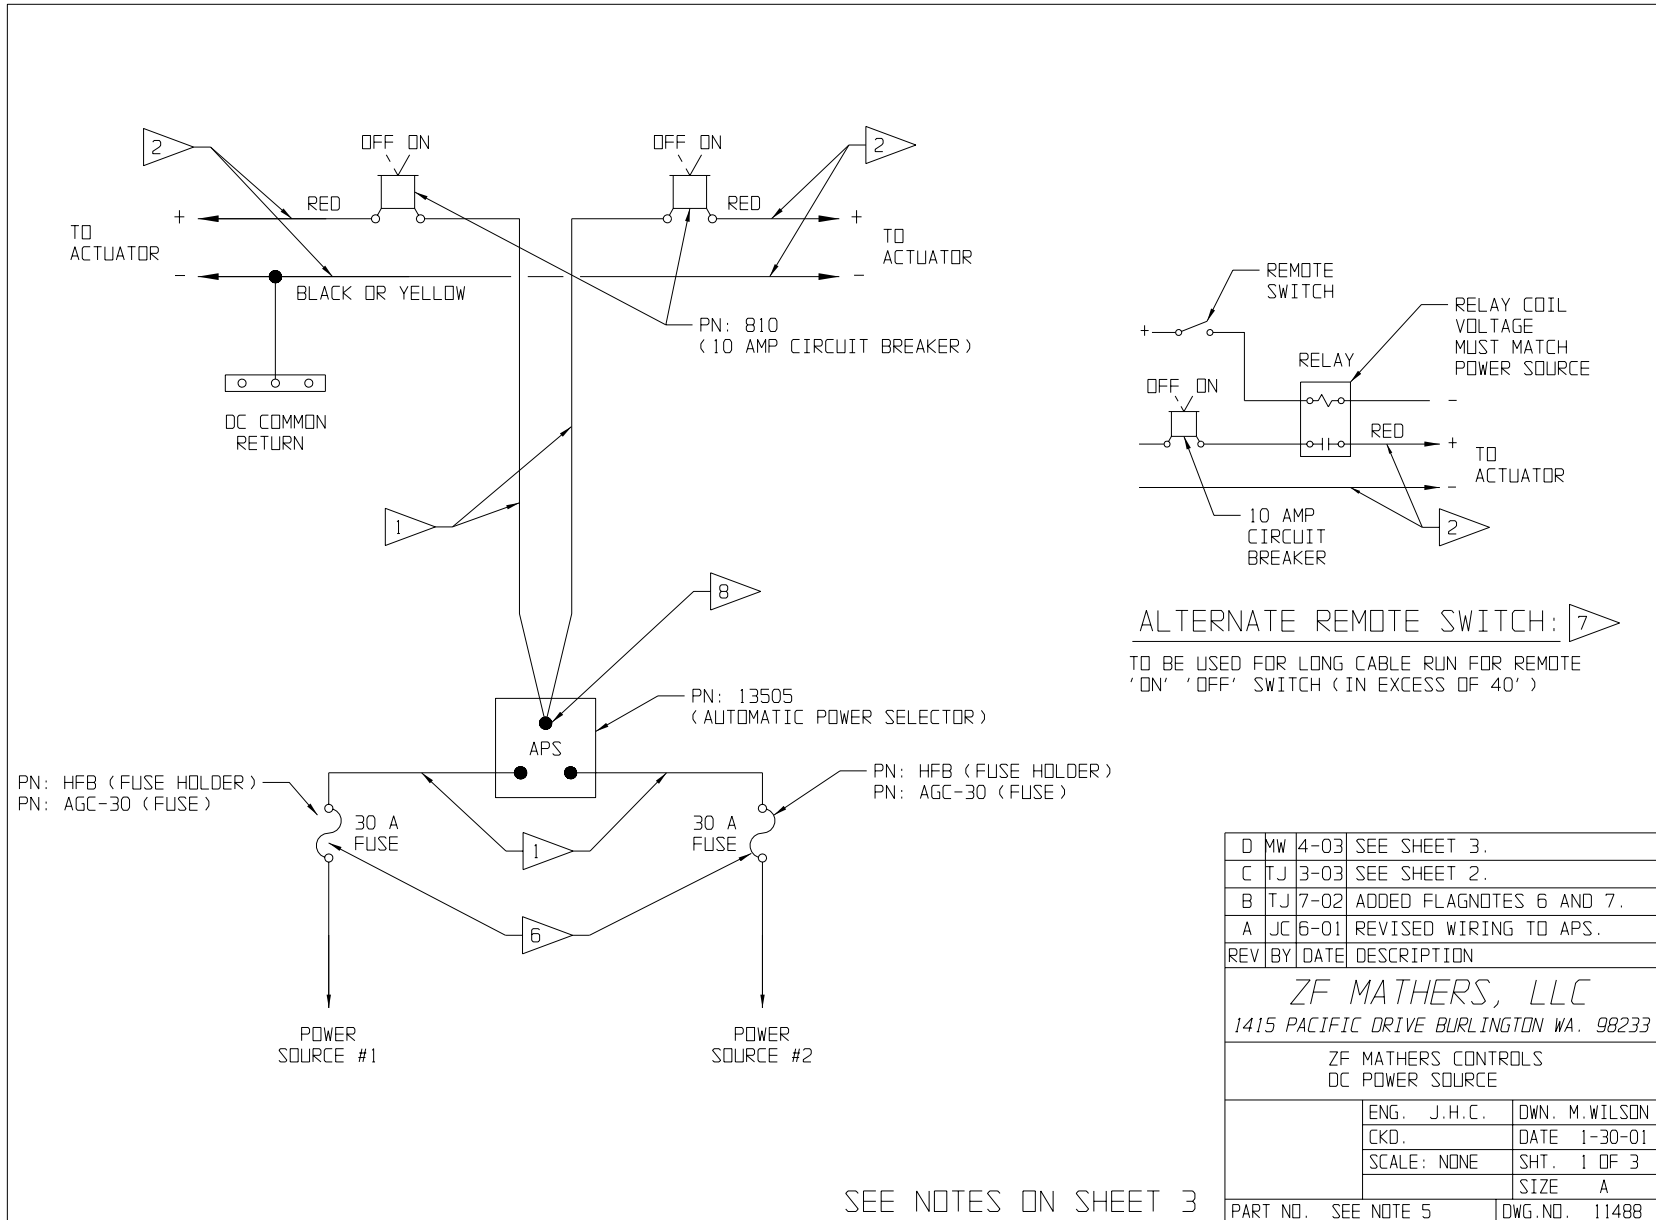 2
OFF ON
OFF ON
2
RED
RED
+
+
TO
ACTUATOR
TO
ACTUATOR
-
-
BLACK OR YELLOW
PN: 810
(10 AMP CIRCUIT BREAKER)
DC COMMON
RETURN
1
8
PN: 13505
(AUTOMATIC POWER SELECTOR)
APS
PN: HFB (FUSE HOLDER)
PN: AGC-30 (FUSE)
PN: HFB (FUSE HOLDER)
PN: AGC-30 (FUSE)
30 A
FUSE
30 A
FUSE
1
6
POWER
SOURCE #1
POWER
SOURCE #2
REMOTE
SWITCH
RELAY COIL
VOLTAGE
MUST MATCH
POWER SOURCE
+
RELAY
OFF ON
-
RED
+
TO
ACTUATOR
-
10 AMP
CIRCUIT
BREAKER
2
ALTERNATE REMOTE SWITCH: 7
TO BE USED FOR LONG CABLE RUN FOR REMOTE
'ON' 'OFF' SWITCH (IN EXCESS OF 40')
D MW 4-03 SEE SHEET 3.
C TJ 3-03 SEE SHEET 2.
B TJ 7-02 ADDED FLAGNOTES 6 AND 7.
A JC 6-01 REVISED WIRING TO APS.
REV BY DATE DESCRIPTION
ZF MATHERS, LLC
1415 PACIFIC DRIVE BURLINGTON WA. 98233
ZF MATHERS CONTROLS
DC POWER SOURCE
ENG. J.H.C. DWN. M.WILSON
CKD. DATE 1-30-01
SCALE: NONE SHT. 1 OF 3
SIZE A
PART NO. SEE NOTE 5 DWG.NO. 11488
SEE NOTES ON SHEET 3